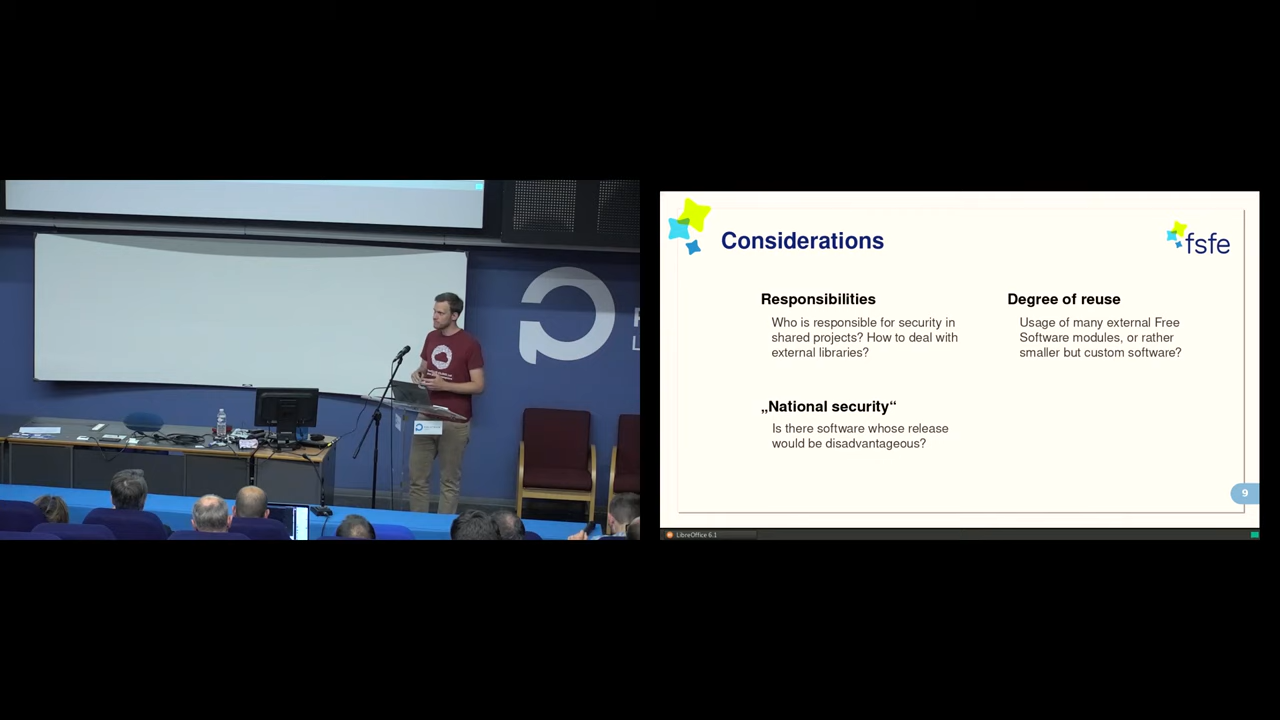 Considerations
fsfe
Responsibilities
Who is responsible for security in
shared projects? How to deal with
external libraries?
Degree of reuse
Usage of many external Free
Software modules, or rather
smaller but custom software?
„National security“
Is there software whose release
would be disadvantageous?
9
LibreOffice 6.1